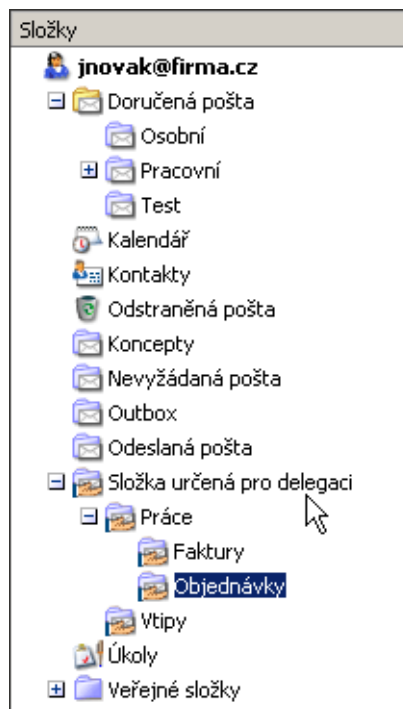 Složky
jnovak@firma.cz
Doručená pošta
Osobní
Pracovní
Test
Kalendář
Kontakty
Odstraněná pošta
Koncepty
Nevyžádaná pošta
Outbox
Odeslaná pošta
Složka určená pro delegaci
Práce
Faktury
Objednávky
Vtipy
Úkoly
Veřejné složky